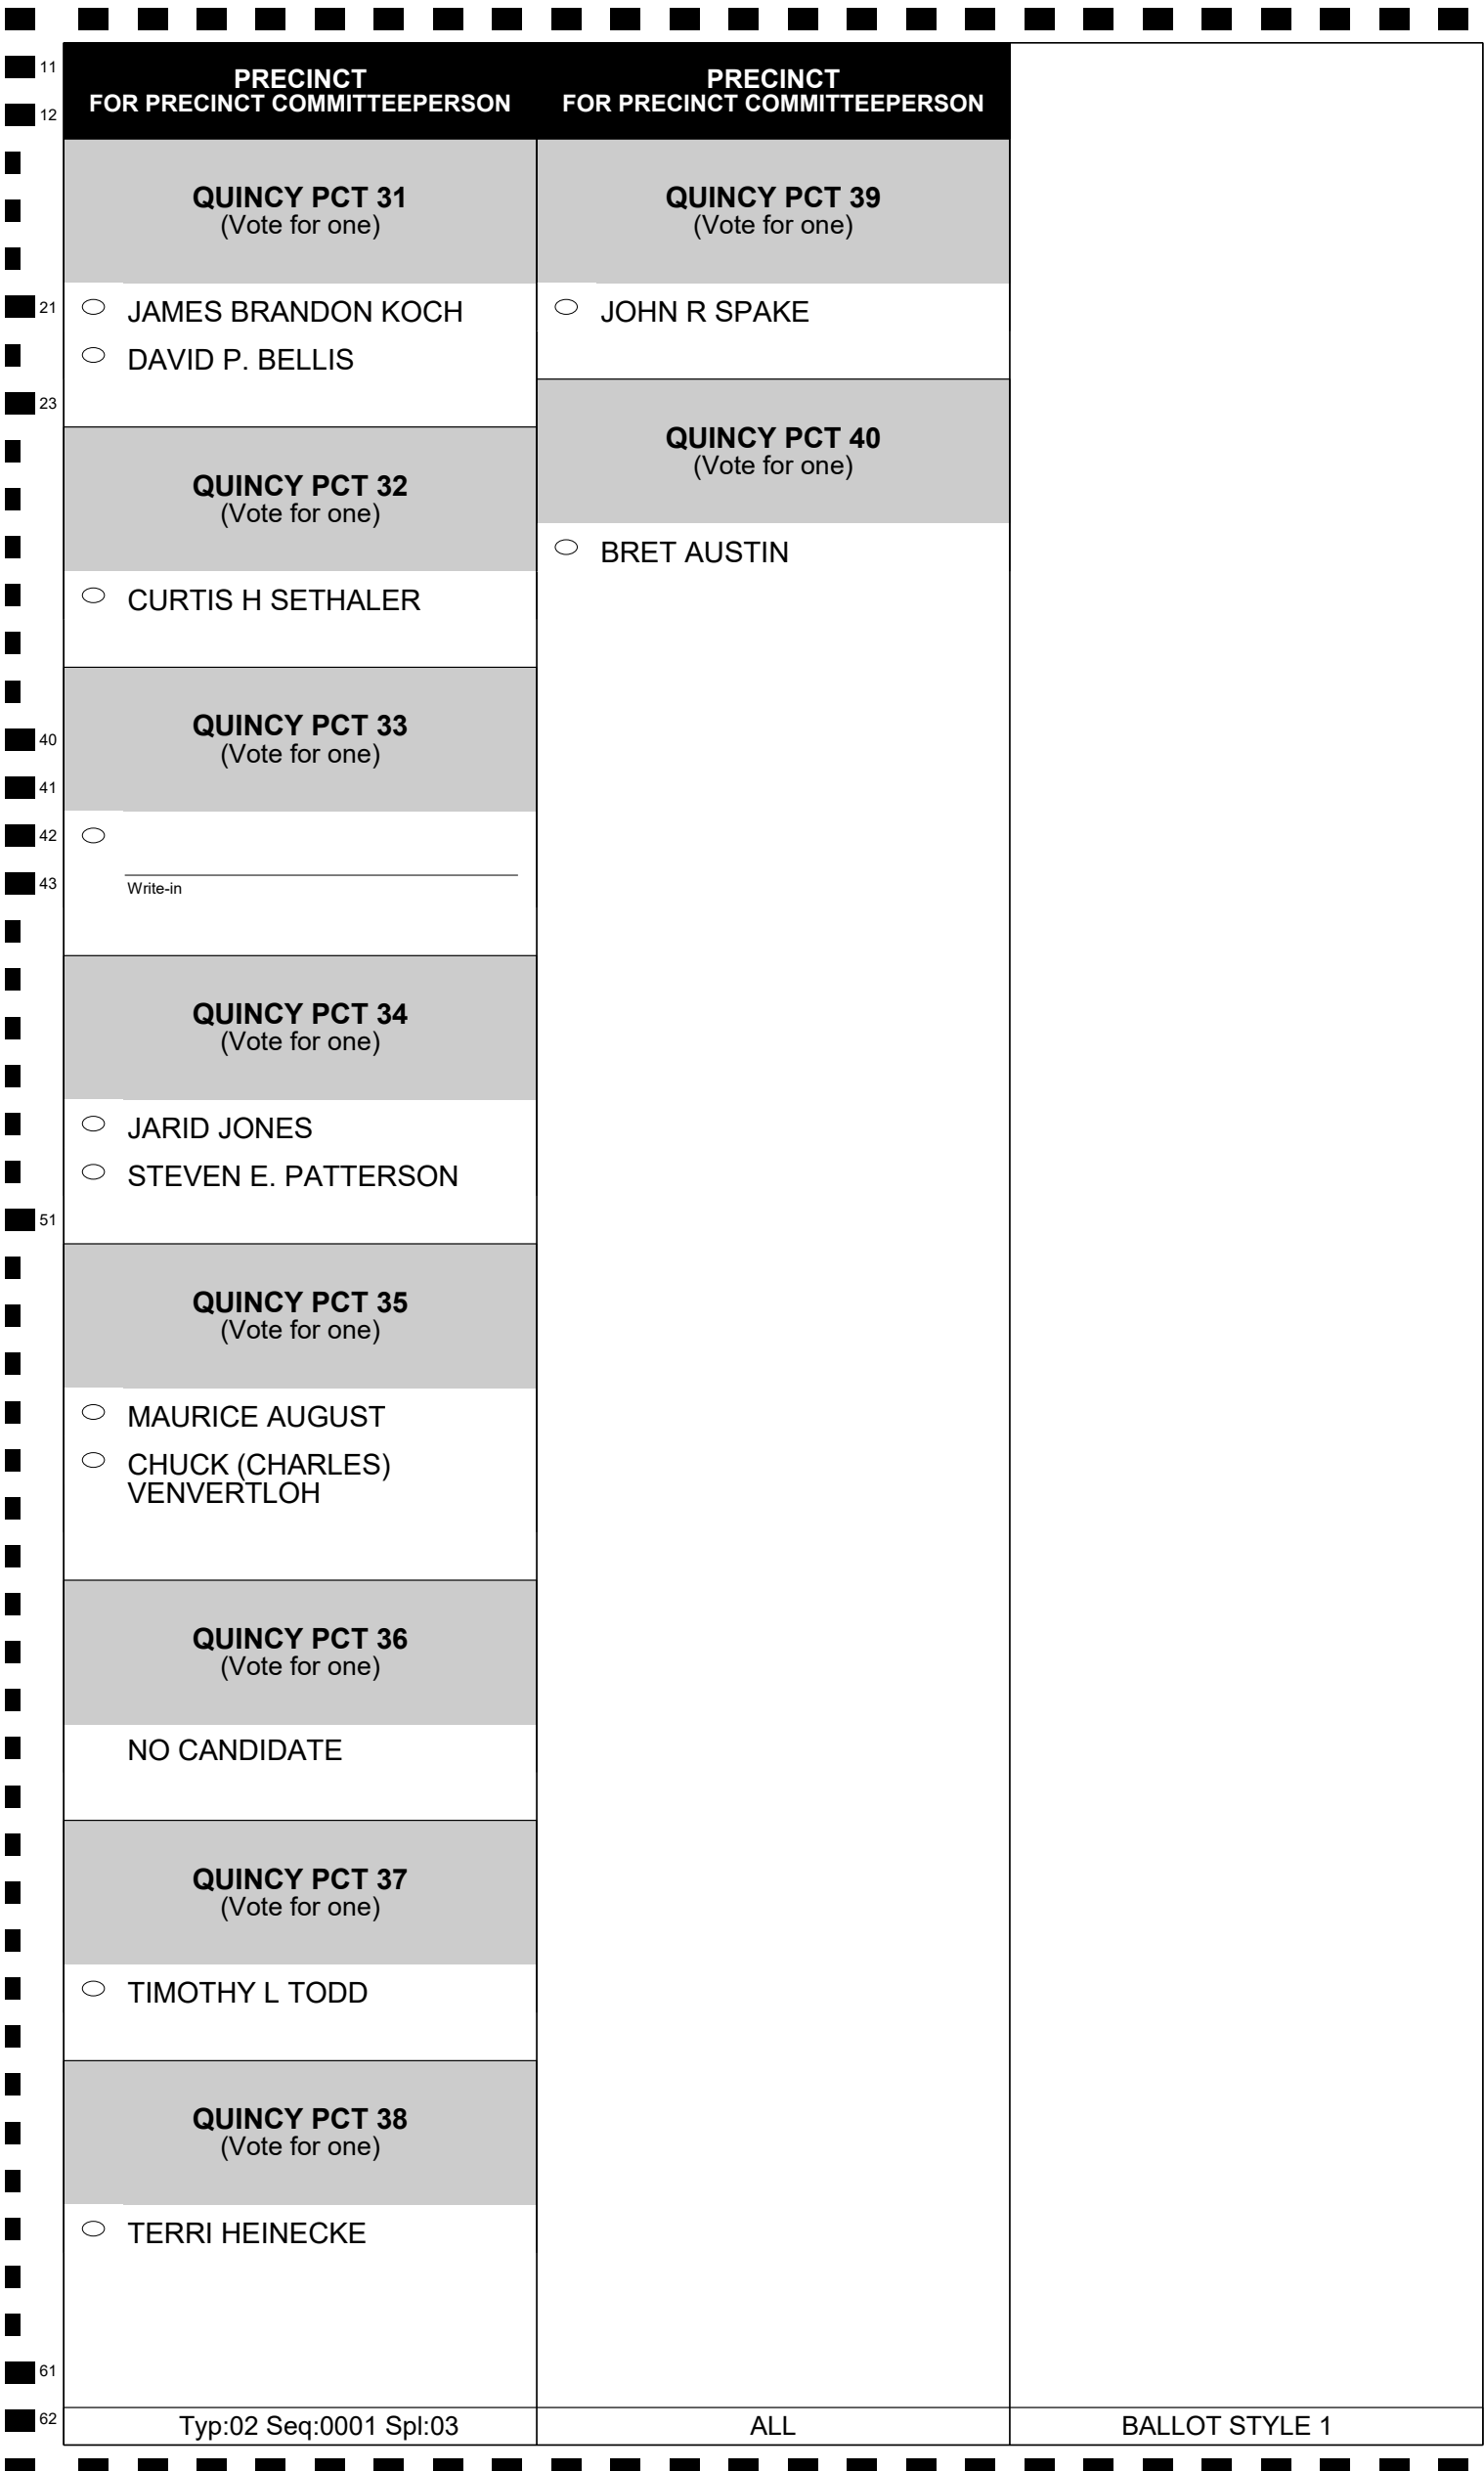 11
12
21
23
40
41
42
43
51
61
62
PRECINCT
FOR PRECINCT COMMITTEEPERSON
QUINCY PCT 31
(Vote for one)
JAMES BRANDON KOCH
DAVID P. BELLIS
QUINCY PCT 32
(Vote for one)
CURTIS H SETHALER
QUINCY PCT 33
(Vote for one)
Write-in
QUINCY PCT 34
(Vote for one)
JARID JONES
STEVEN E. PATTERSON
QUINCY PCT 35
(Vote for one)
MAURICE AUGUST
CHUCK (CHARLES)
VENVERTLOH
QUINCY PCT 36
(Vote for one)
NO CANDIDATE
QUINCY PCT 37
(Vote for one)
TIMOTHY L TODD
QUINCY PCT 38
(Vote for one)
TERRI HEINECKE
PRECINCT
FOR PRECINCT COMMITTEEPERSON
QUINCY PCT 39
(Vote for one)
JOHN R SPAKE
QUINCY PCT 40
(Vote for one)
BRET AUSTIN
Typ:02 Seq:0001 Spl:03
ALL
BALLOT STYLE 1